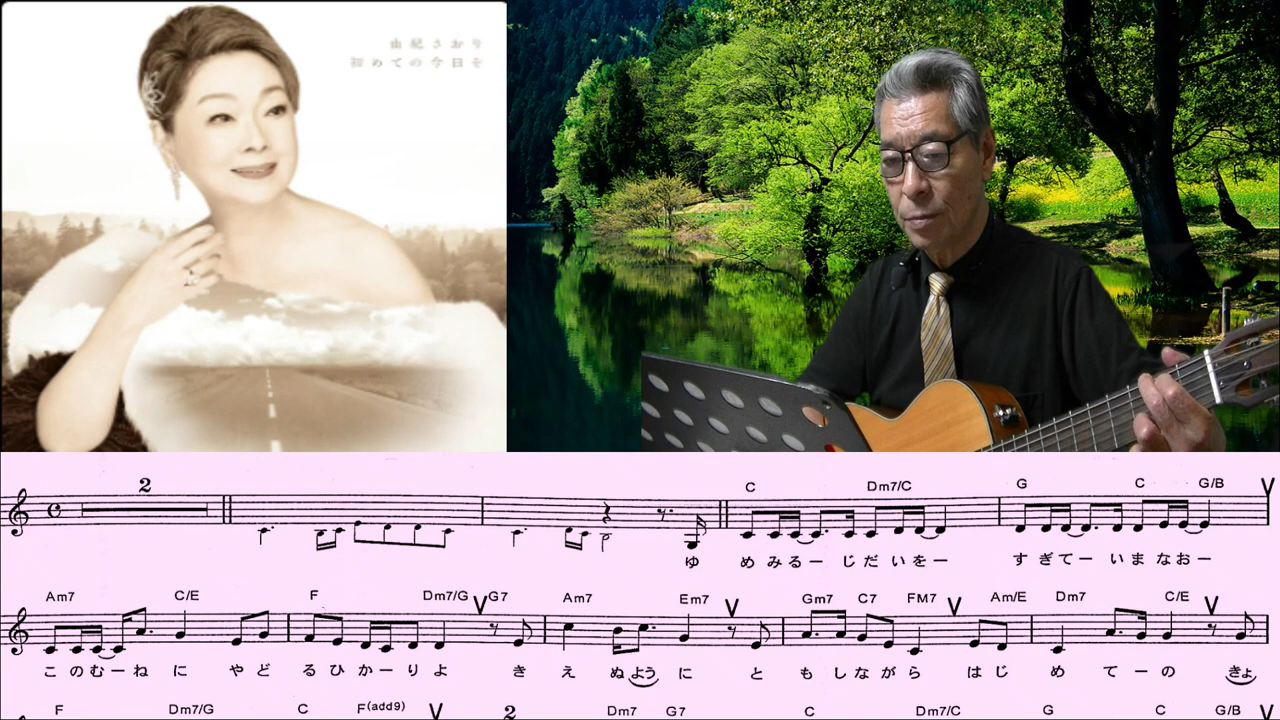 由紀さおり
初めての今日を
2
C Dm7/C G C G/B
ゆ めみるー じだいをー すぎてー いまなおー
Am7 C/E F Dm7/G G7 Am7 Em7 Gm7 C7 FM7 Am/E Dm7 C/E
このむーねに やどるひかーりよ きえぬように ともしながら はじめてーの きょ
F Dm7/G C F(add9) 2 Dm7 G7 C Dm7/C G C G/B